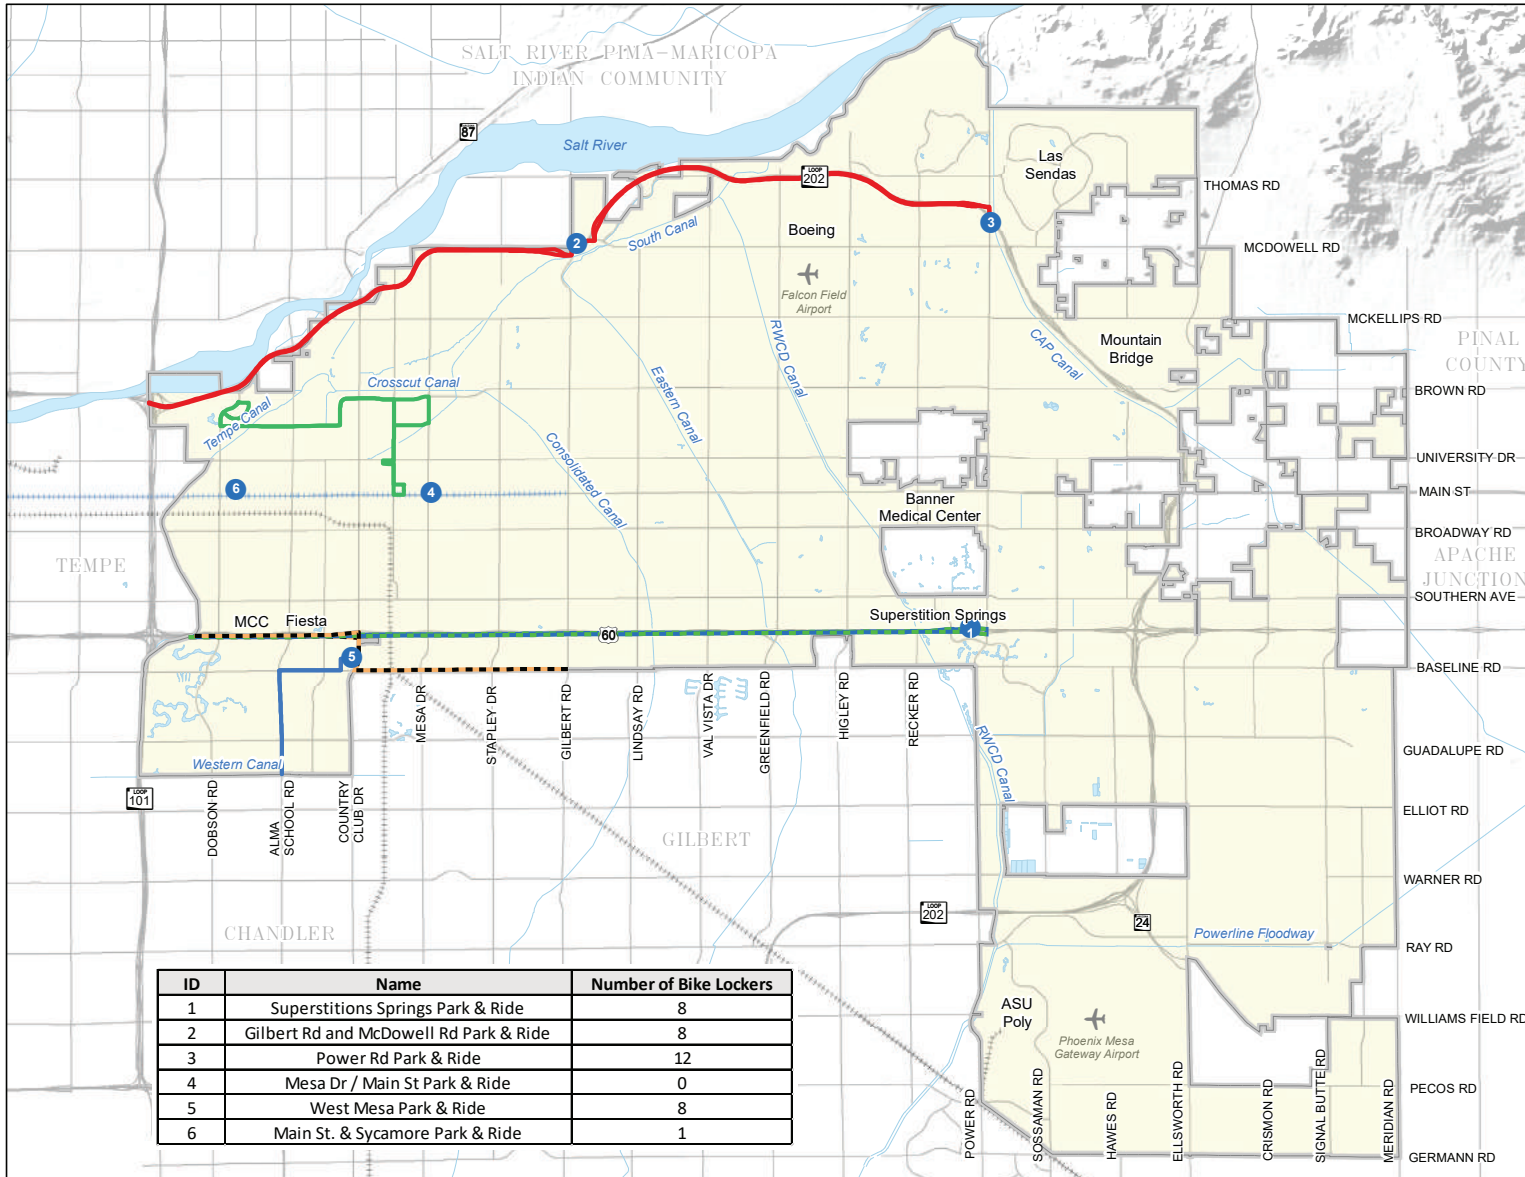 SALT RIVER PIMA-MARICOPA
INDIAN COMMUNITY
87
Salt River
Las
Sendas
LOOP
202
THOMAS RD
3
2
South Canal
Boeing
MCDOWELL RD
Falcon Field
Airport
MCKELLIPS RD
RWCD Canal
CAP Canal
Mountain
Bridge
PINAL
COUNTY
Crosscut Canal
Eastern Canal
BROWN RD
Tempe Canal
Consolidated Canal
UNIVERSITY DR
6
4
MAIN ST
Banner
Medical Center
BROADWAY RD
TEMPE
APACHE
JUNCTION
SOUTHERN AVE
MCC
Fiesta
Superstition Springs
60
1
5
BASELINE RD
MESA DR
STAPLEY DR
GILBERT RD
LINDSAY RD
VAL VISTA DR
GREENFIELD RD
HIGLEY RD
RECKER RD
RWCD Canal
GUADALUPE RD
Western Canal
LOOP
101
DOBSON RD
ALMA
SCHOOL RD
COUNTRY
CLUB DR
ELLIOT RD
GILBERT
WARNER RD
LOOP
202
24
CHANDLER
Powerline Floodway
RAY RD
ID Name Number of Bike Lockers
1 Superstitions Springs Park & Ride 8
2 Gilbert Rd and McDowell Rd Park & Ride 8
3 Power Rd Park & Ride 12
4 Mesa Dr / Main St Park & Ride 0
5 West Mesa Park & Ride 8
6 Main St. & Sycamore Park & Ride 1
ASU
Poly
Phoenix Mesa
Gateway Airport
WILLIAMS FIELD RD
PECOS RD
POWER RD
SOSSAMAN RD
HAWES RD
ELLSWORTH RD
CRISMON RD
SIGNAL BUTTE RD
MERIDIAN RD
GERMANN RD